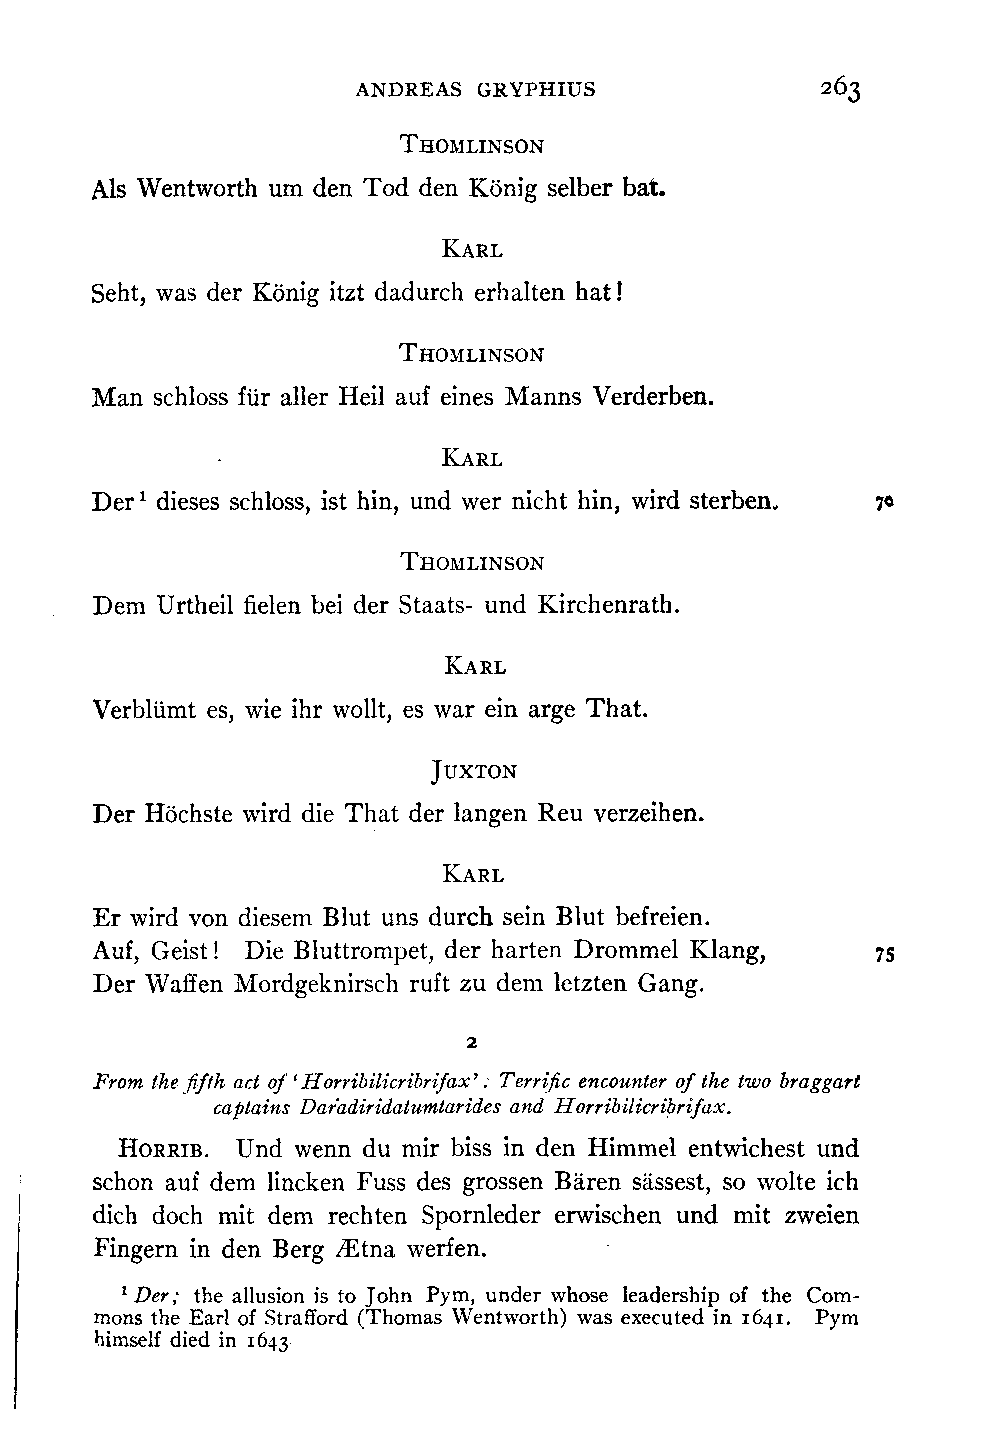 ANDREAS GRYPHIUS 263
THOMLINSON
Als Wentworth um den Tod den König selber bat.
KARL
Seht, was der König itzt dadurch erhalten hat!
THOMLINSON
Man schloss für aller Heil auf eines Manns Verderben.
KARL
Der¹ dieses schloss, ist hin, und wer nicht hin, wird sterben. 70
THOMLINSON
Dem Urtheil fielen bei der Staats- und Kirchenrath.
KARL
Verblümt es, wie ihr wollt, es war ein arge That.
JUXTON
Der Höchste wird die That der langen Reu verzeihen.
KARL
Er wird von diesem Blut uns durch sein Blut befreien.
Auf, Geist! Die Bluttrompet, der harten Drommel Klang, 75
Der Waffen Mordgeknirsch ruft zu dem letzten Gang.
2
From the fifth act of 'Horribilicribrifax': Terrific encounter of the two braggart
captains Daradiridatumtarides and Horribilicribrifax.
HORRIB. Und wenn du mir biss in den Himmel entwichest und
schon auf dem lincken Fuss des grossen Bären sässest, so wolte ich
dich doch mit dem rechten Spornleder erwischen und mit zweien
Fingern in den Berg Ætna werfen.
¹ Der; the allusion is to John Pym, under whose leadership of the Com-
mons the Earl of Strafford (Thomas Wentworth) was executed in 1641. Pym
himself died in 1643